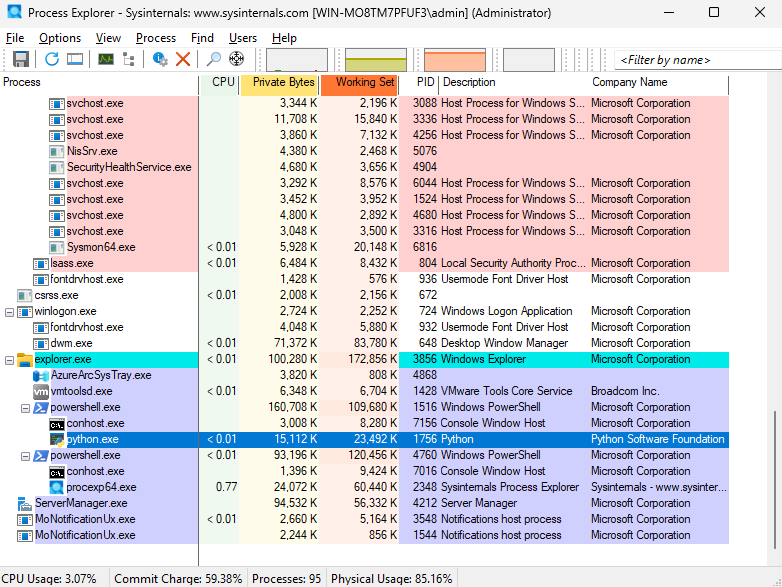 Process Explorer - Sysinternals: www.sysinternals.com [WIN-MO8TM7PFUF3\admin] (Administrator)
File Options View Process Find Users Help
<Filter by name>
Process CPU Private Bytes Working Set PID Description Company Name
svchost.exe 3,344 K 2,196 K 3088 Host Process for Windows S... Microsoft Corporation
svchost.exe 11,708 K 15,840 K 3336 Host Process for Windows S... Microsoft Corporation
svchost.exe 3,860 K 7,132 K 4256 Host Process for Windows S... Microsoft Corporation
NisSrv.exe 4,380 K 2,468 K 5076
SecurityHealthService.exe 4,680 K 3,656 K 4904
svchost.exe 3,292 K 8,576 K 6044 Host Process for Windows S... Microsoft Corporation
svchost.exe 3,452 K 3,952 K 1524 Host Process for Windows S... Microsoft Corporation
svchost.exe 4,800 K 2,892 K 4680 Host Process for Windows S... Microsoft Corporation
svchost.exe 3,048 K 3,500 K 3316 Host Process for Windows S... Microsoft Corporation
Sysmon64.exe < 0.01 5,928 K 20,148 K 6816
lsass.exe < 0.01 6,484 K 8,432 K 804 Local Security Authority Proc... Microsoft Corporation
fontdrvhost.exe 1,428 K 576 K 936 Usermode Font Driver Host Microsoft Corporation
csrss.exe < 0.01 2,008 K 2,156 K 672
winlogon.exe 2,724 K 2,252 K 724 Windows Logon Application Microsoft Corporation
fontdrvhost.exe 4,048 K 5,880 K 932 Usermode Font Driver Host Microsoft Corporation
dwm.exe < 0.01 71,372 K 83,780 K 648 Desktop Window Manager Microsoft Corporation
explorer.exe < 0.01 100,280 K 172,856 K 3856 Windows Explorer Microsoft Corporation
AzureArcSysTray.exe 3,820 K 808 K 4868
vm vmtoolsd.exe < 0.01 6,348 K 6,704 K 1428 VMware Tools Core Service Broadcom Inc.
powershell.exe 160,708 K 109,680 K 1516 Windows PowerShell Microsoft Corporation
conhost.exe 3,008 K 8,280 K 7156 Console Window Host Microsoft Corporation
python.exe < 0.01 15,112 K 23,492 K 1756 Python Python Software Foundation
powershell.exe < 0.01 93,196 K 120,456 K 4760 Windows PowerShell Microsoft Corporation
conhost.exe 1,396 K 9,424 K 7016 Console Window Host Microsoft Corporation
procexp64.exe 0.77 24,072 K 60,440 K 2348 Sysinternals Process Explorer Sysinternals - www.sysinter...
ServerManager.exe 94,532 K 56,332 K 4212 Server Manager Microsoft Corporation
MoNotificationUx.exe < 0.01 2,660 K 5,164 K 3548 Notifications host process Microsoft Corporation
MoNotificationUx.exe 2,244 K 856 K 1544 Notifications host process Microsoft Corporation
CPU Usage: 3.07% Commit Charge: 59.38% Processes: 95 Physical Usage: 85.16%